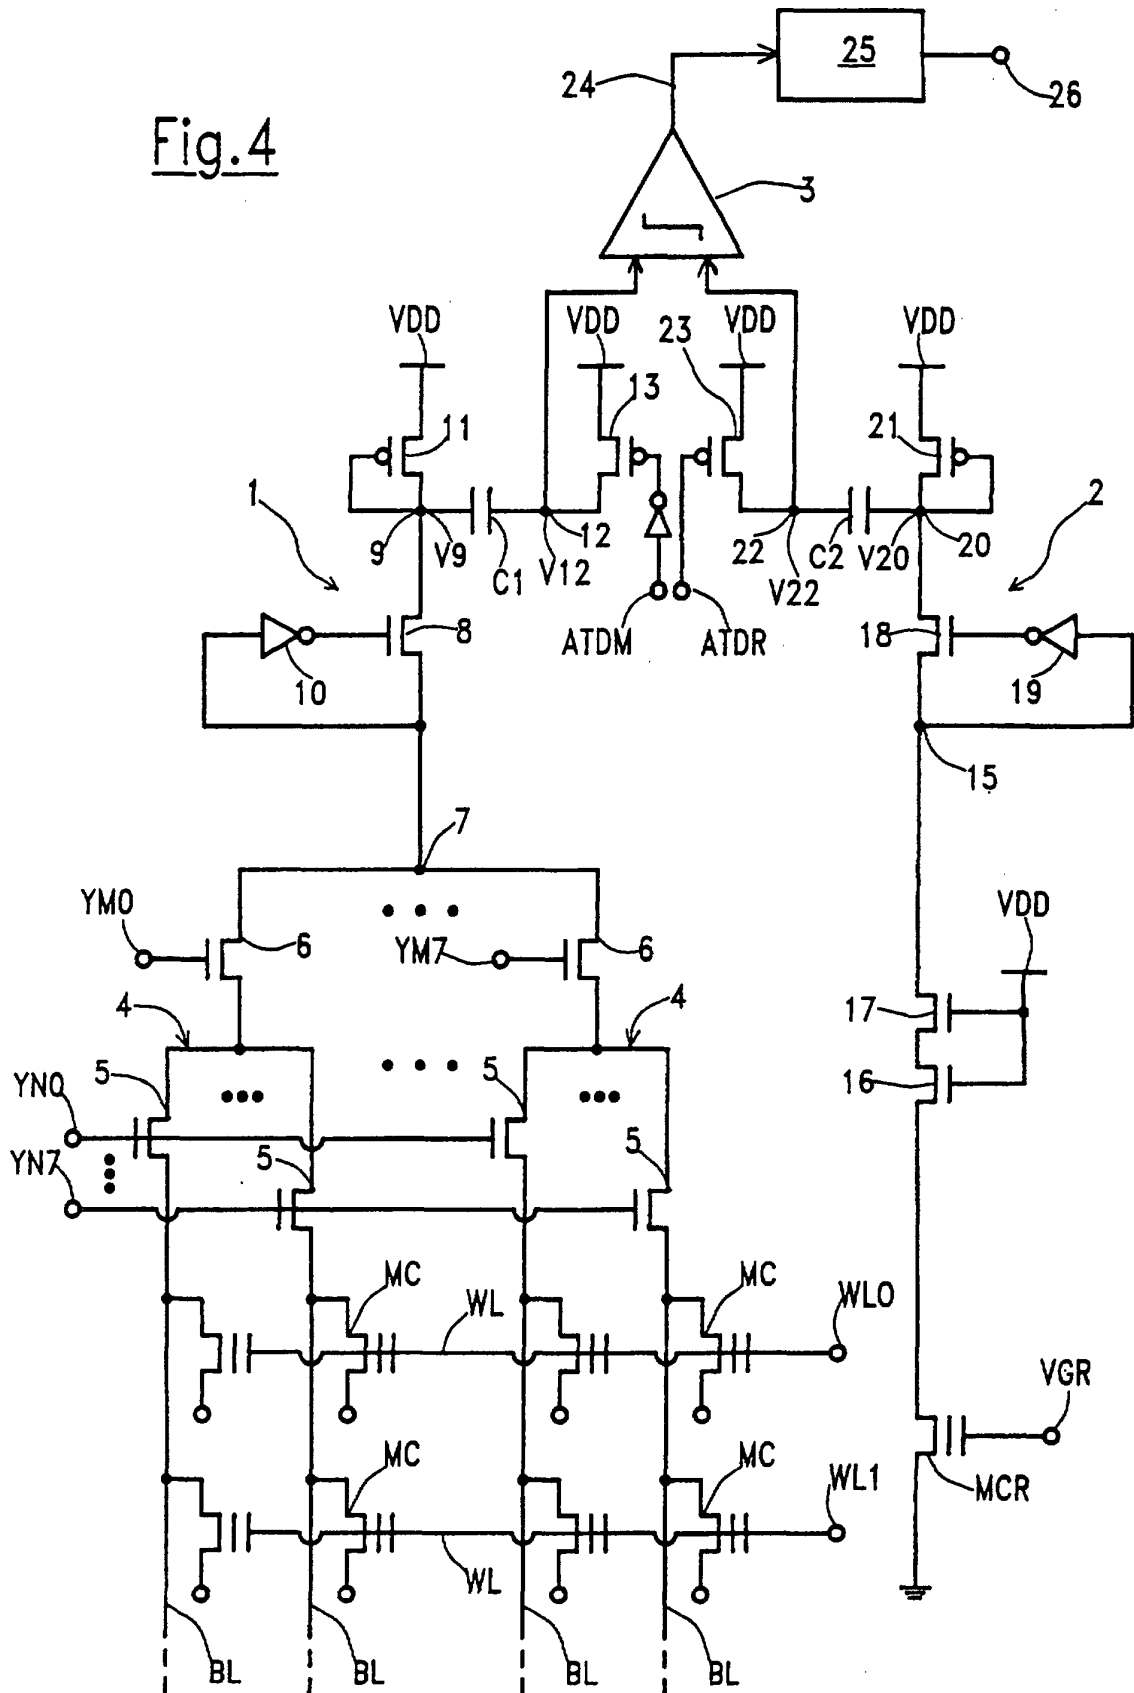 25
24
26
Fig.4
3
VDD
VDD
23
VDD
VDD
13
11
21
1
2
9
V9
C1
V12
12
22
V22
C2
V20
20
8
ATDM
ATDR
18
10
19
15
7
YM0
6
YM7
6
VDD
4
4
17
5
5
16
YN0
YN7
5
5
MC
WL
MC
WL0
VGR
MC
MC
WL1
MCR
WL
BL
BL
BL
BL